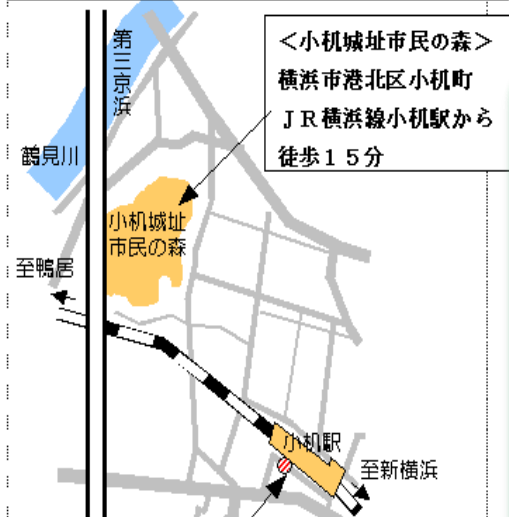 <小机城址市民の森>
横浜市港北区小机町
JR横浜線小机駅から
徒歩15分
第三京浜
鶴見川
小机城址
市民の森
至鴨居
小机駅
至新横浜